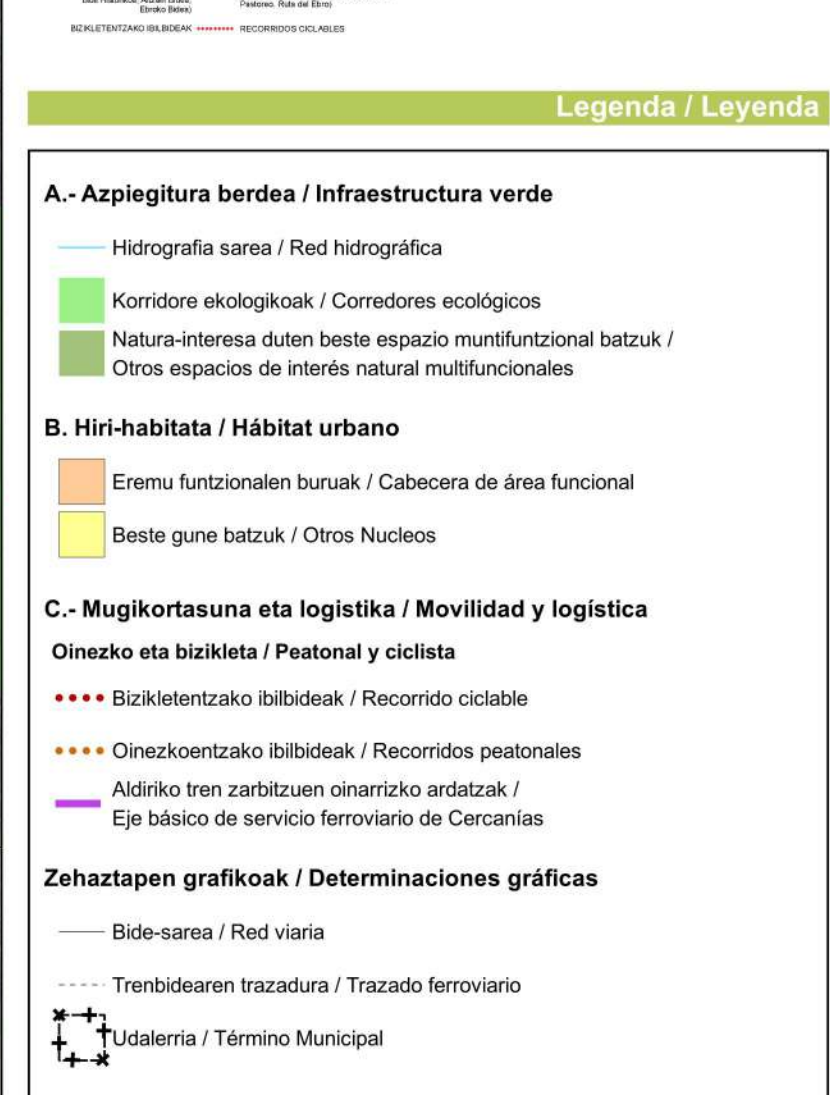 Ebroko Bidea)
Pastoreo. Ruta del Ebro)
BIZIKLETENTZAKO IBILBIDEAK RECORRIDOS CICLABLES
Legenda / Leyenda
A.- Azpiegitura berdea / Infraestructura verde
Hidrografia sarea / Red hidrográfica
Korridore ekologikoak / Corredores ecológicos
Natura-interesa duten beste espazio muntifuntzional batzuk /
Otros espacios de interés natural multifuncionales
B. Hiri-habitata / Hábitat urbano
Eremu funtzionalen buruak / Cabecera de área funcional
Beste gune batzuk / Otros Nucleos
C.- Mugikortasuna eta logistika / Movilidad y logística
Oinezko eta bizikleta / Peatonal y ciclista
Bizikletentzako ibilbideak / Recorrido ciclable
Oinezkoentzako ibilbideak / Recorridos peatonales
Aldiriko tren zarbitzuen oinarrizko ardatzak /
Eje básico de servicio ferroviario de Cercanías
Zehaztapen grafikoak / Determinaciones gráficas
Bide-sarea / Red viaria
Trenbidearen trazadura / Trazado ferroviario
Udalerria / Término Municipal